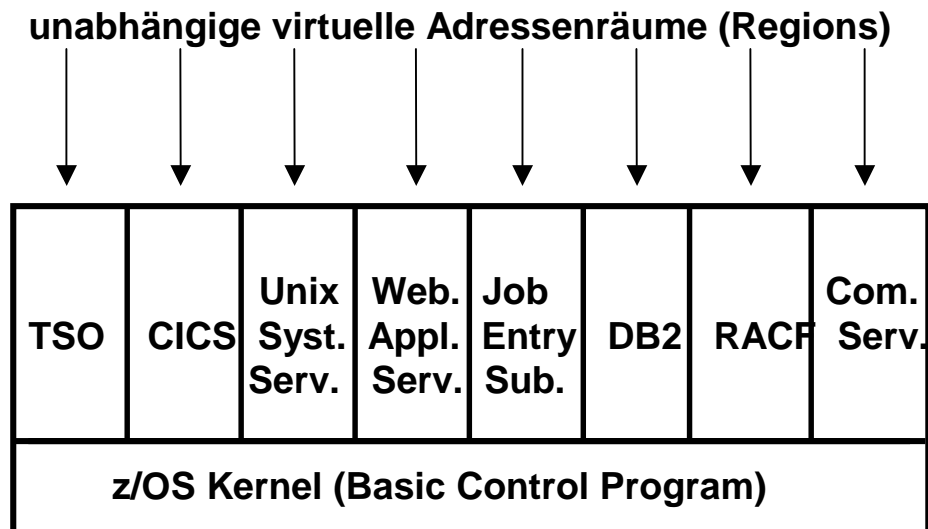 unabhängige virtuelle Adressenräume (Regions)
TSO
CICS
Unix
Syst.
Serv.
Web.
Appl.
Serv.
Job
Entry
Sub.
DB2
RACF
Com.
Serv.
z/OS Kernel (Basic Control Program)